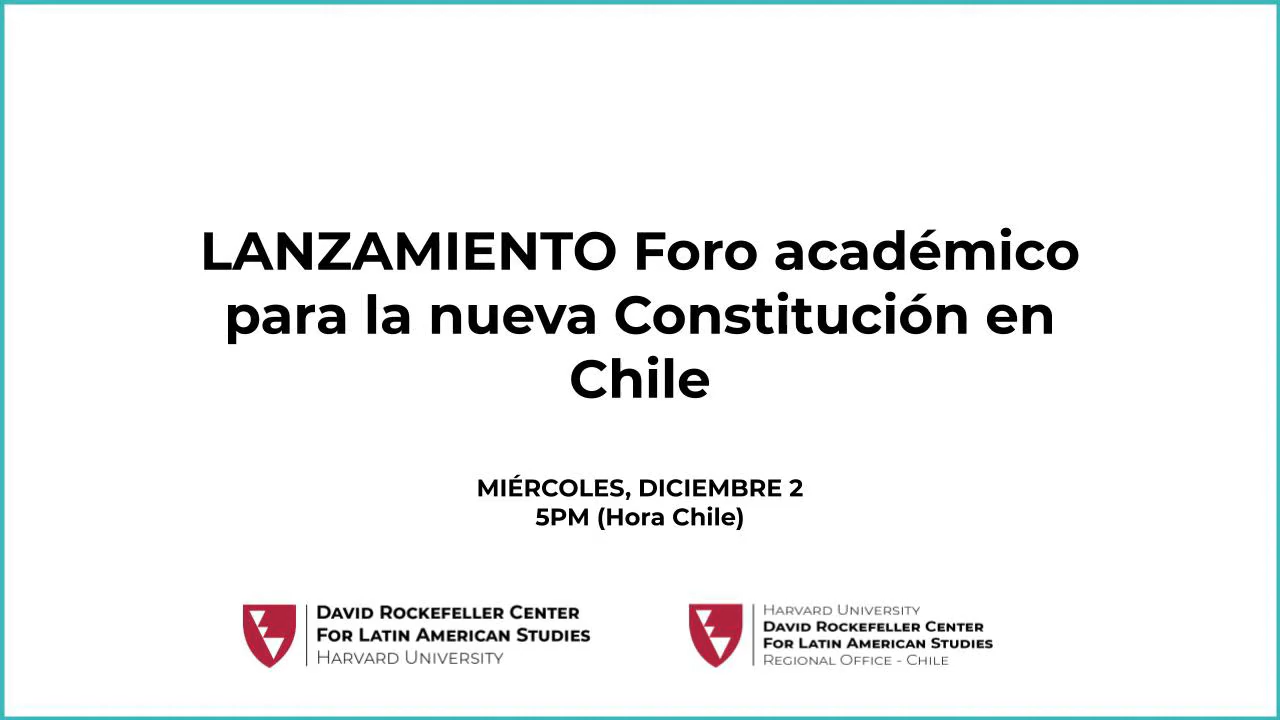 LANZAMIENTO Foro académico
para la nueva Constitución en
Chile
MIÉRCOLES, DICIEMBRE 2
5PM (Hora Chile)
DAVID ROCKEFELLER CENTER
FOR LATIN AMERICAN STUDIES
HARVARD UNIVERSITY
HARVARD UNIVERSITY
DAVID ROCKEFELLER CENTER
FOR LATIN AMERICAN STUDIES
REGIONAL OFFICE - CHILE